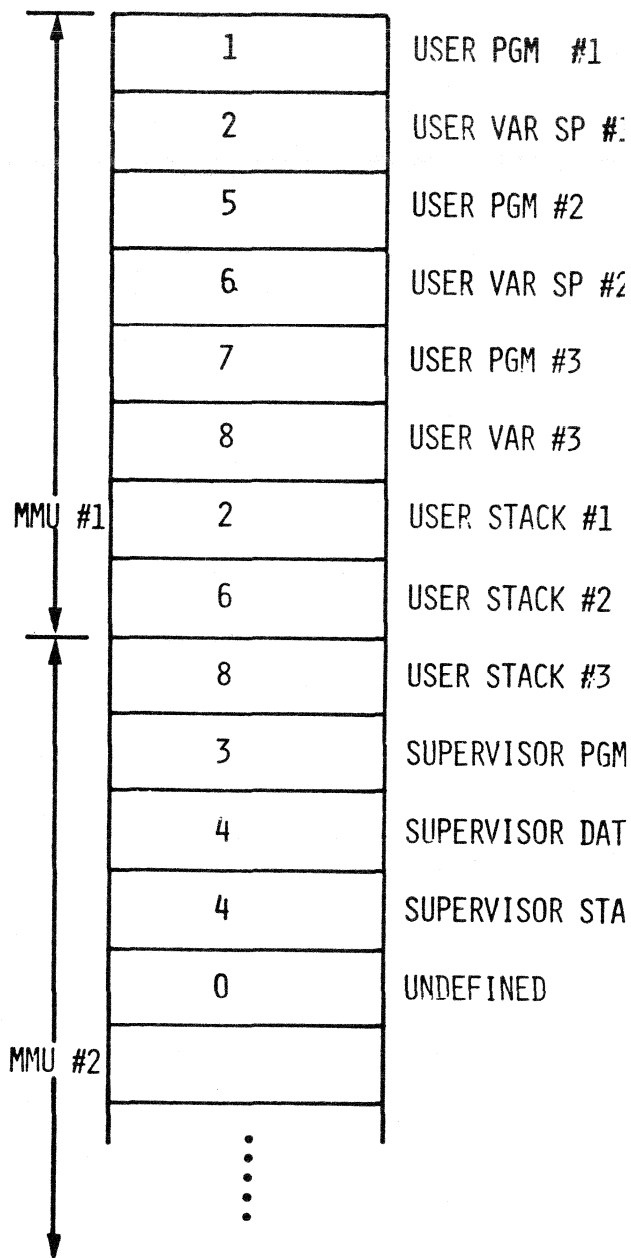 1 USER PGM #1
2 USER VAR SP #1
5 USER PGM #2
6 USER VAR SP #2
7 USER PGM #3
8 USER VAR #3
MMU #1 2 USER STACK #1
6 USER STACK #2
8 USER STACK #3
3 SUPERVISOR PGM
4 SUPERVISOR DAT
4 SUPERVISOR STA
0 UNDEFINED
MMU #2